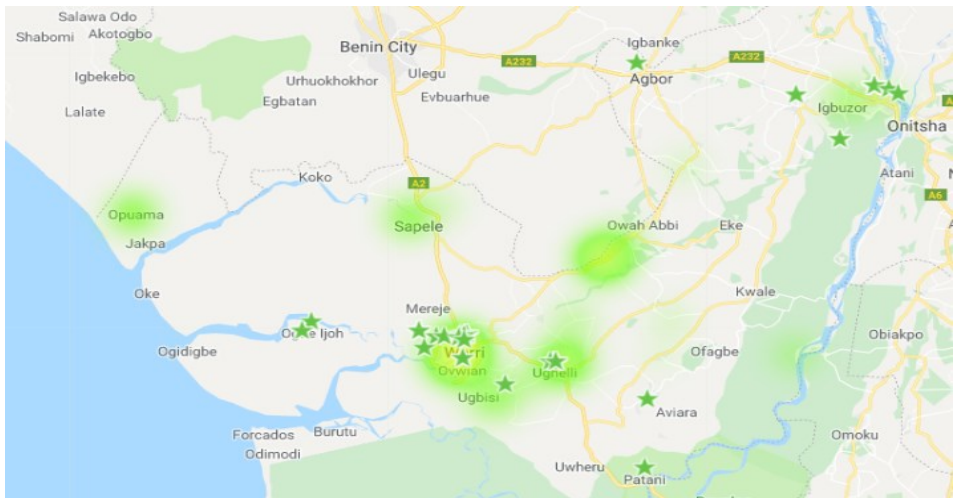 Salawa Odo
Shabomi
Akotogbo
Igbanke
Benin City
A232
A232
Igbekebo
Urhuokhokhor
Ulegu
Agbor
Egbatan
Evbuarhue
Lalate
Igbuzor
Onitsha
Koko
A2
Atani
A6
Opuama
Sapele
Owah Abbi
Eke
Jakpa
Oke
Kwale
Mereje
Ogidigbe
Ogbe Ijoh
Obiakpo
Warri
Ofagbe
Ovwian
Ughelli
Ugbisi
Aviara
Forcados
Burutu
Omoku
Odimodi
Uwheru
Patani